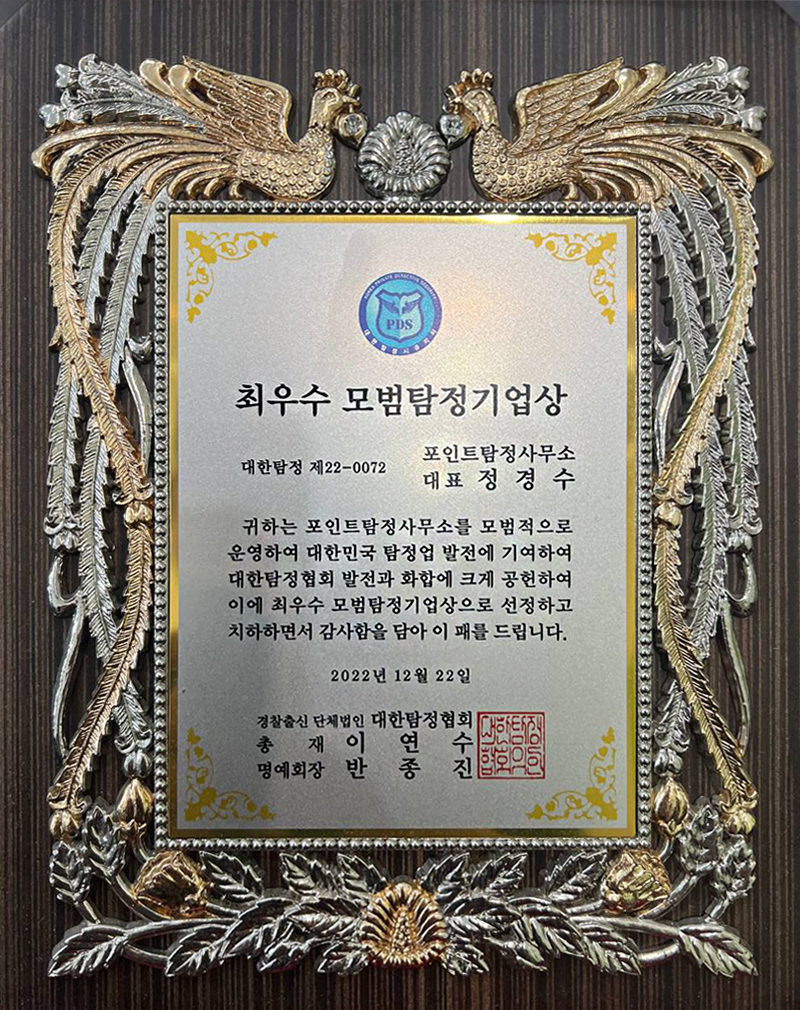 PDS
최우수 모범탐정기업상
대한탐정 제22-0072
포인트탐정사무소
대표 정 경 수
귀하는 포인트탐정사무소를 모범적으로
운영하여 대한민국 탐정업 발전에 기여하여
대한탐정협회 발전과 화합에 크게 공헌하여
이에 최우수 모범탐정기업상으로 선정하고
치하하면서 감사함을 담아 이 패를 드립니다.
2022년 12월 22일
경찰출신 단체법인 대한탐정협회
총 재 이 연 수
명예회장 반 종 진